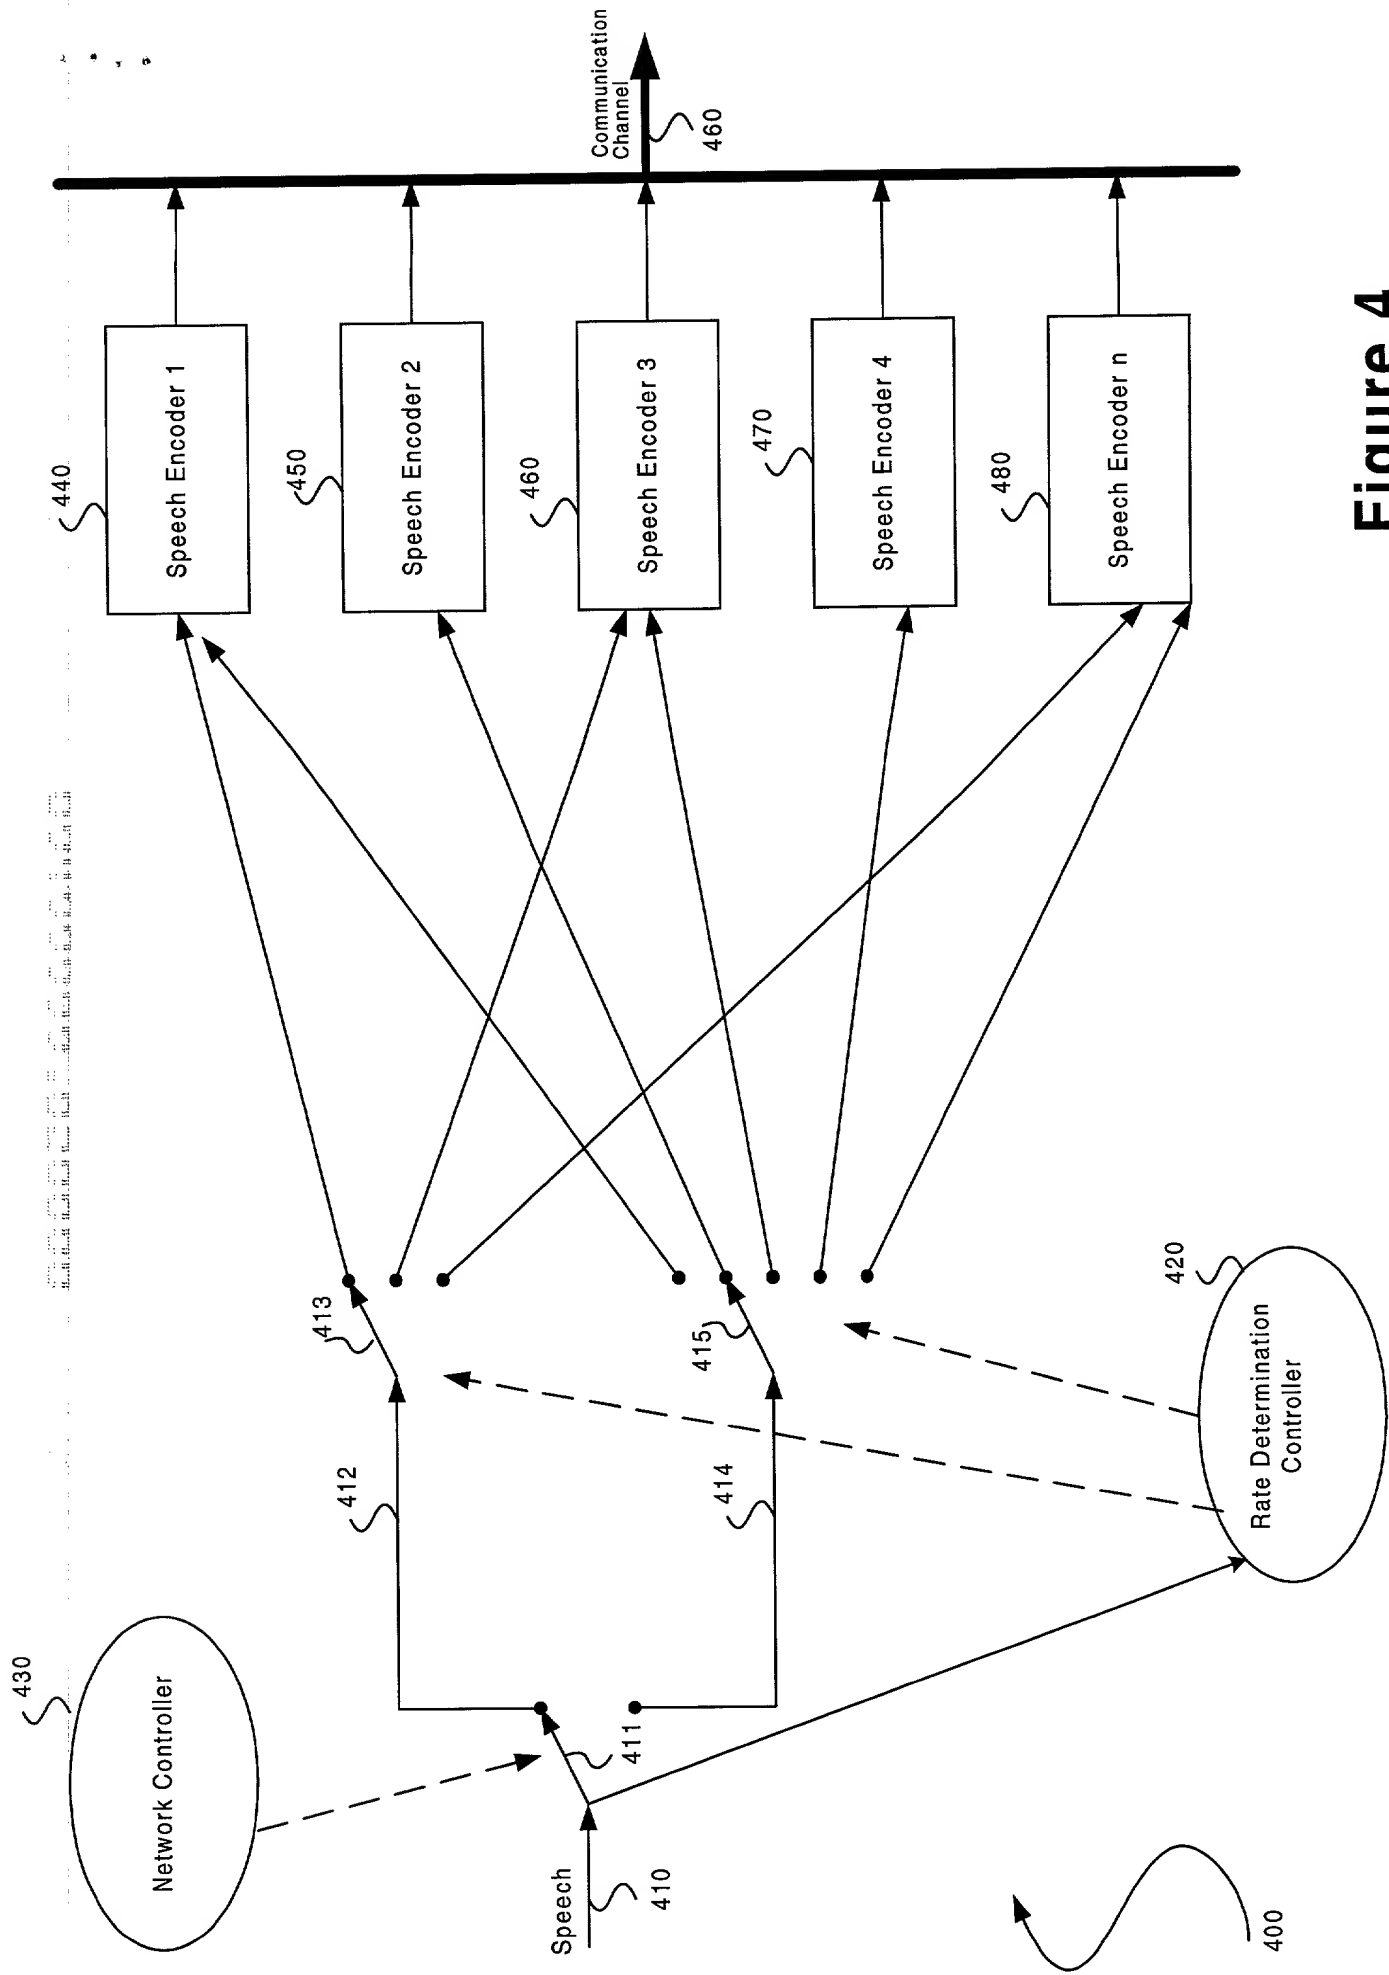 430
Network Controller
Speech
410
411
412
413
414
415
420
Rate Determination
Controller
400
440
Speech Encoder 1
450
Speech Encoder 2
460
Speech Encoder 3
470
Speech Encoder 4
480
Speech Encoder n
Communication
Channel
460
Figure 4